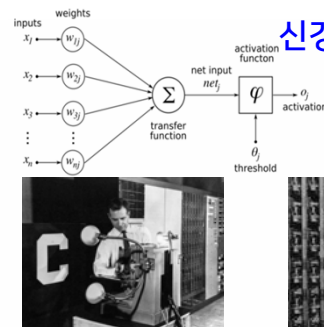 신경
inputs
weights
x1
w1j
x2
w2j
x3
w3j
xn
wnj
Σ
transfer
function
net input
netj
activation
functon
φ
oj
activation
θj
threshold
C